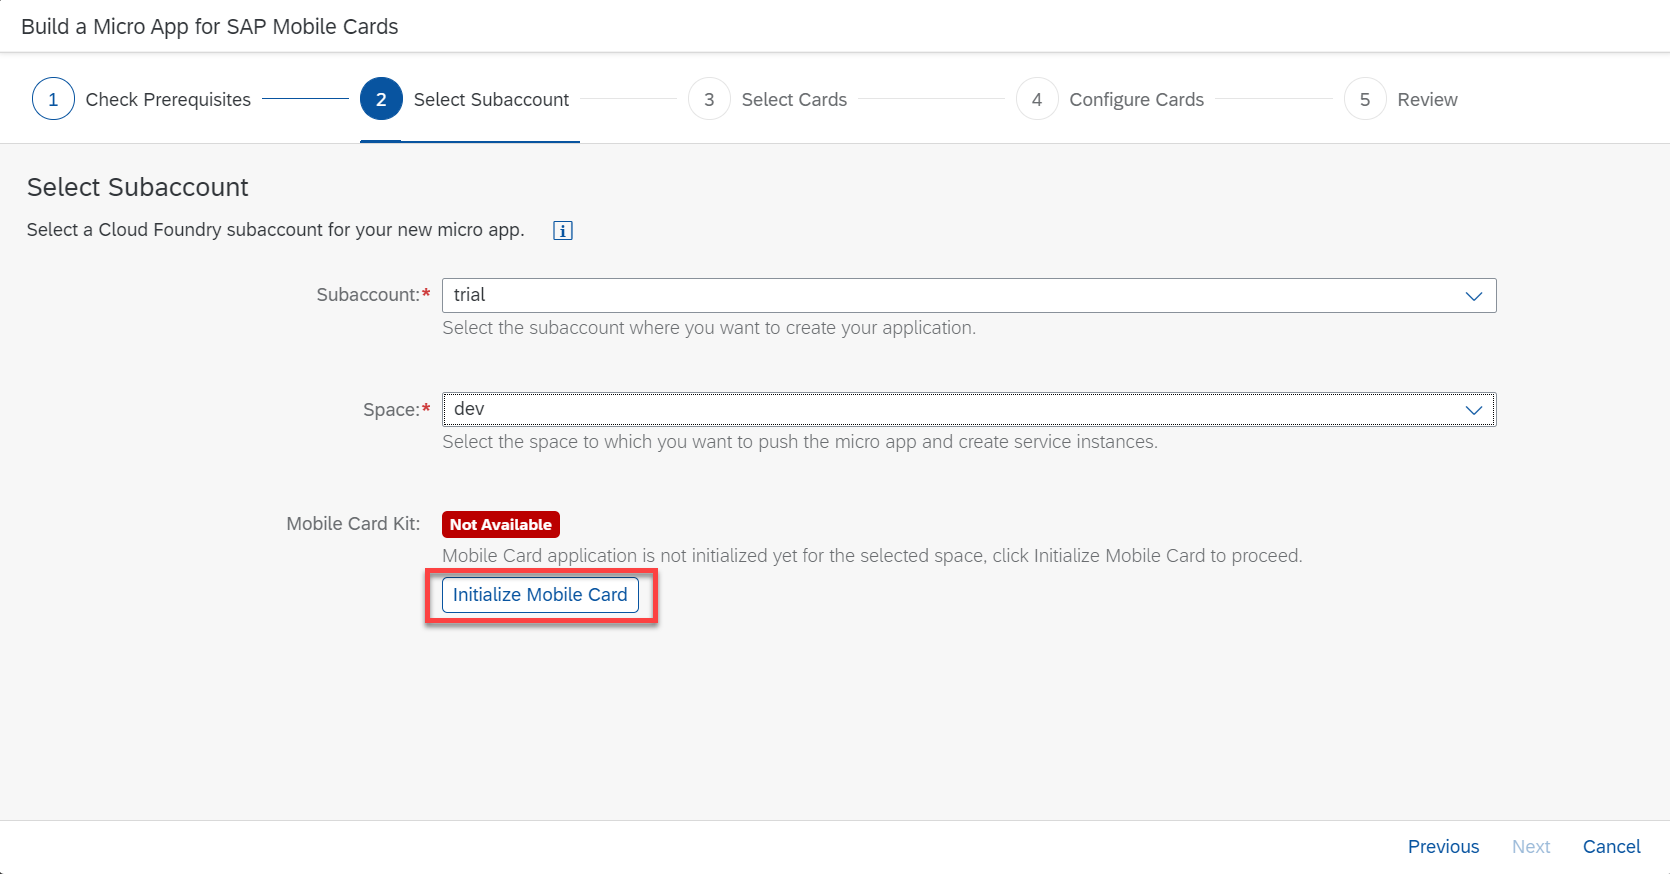 Build a Micro App for SAP Mobile Cards
1 Check Prerequisites 2 Select Subaccount 3 Select Cards 4 Configure Cards 5 Review
Select Subaccount
Select a Cloud Foundry subaccount for your new micro app. i
Subaccount:* trial
Select the subaccount where you want to create your application.
Space:* dev
Select the space to which you want to push the micro app and create service instances.
Mobile Card Kit: Not Available
Mobile Card application is not initialized yet for the selected space, click Initialize Mobile Card to proceed.
Initialize Mobile Card
Previous Next Cancel